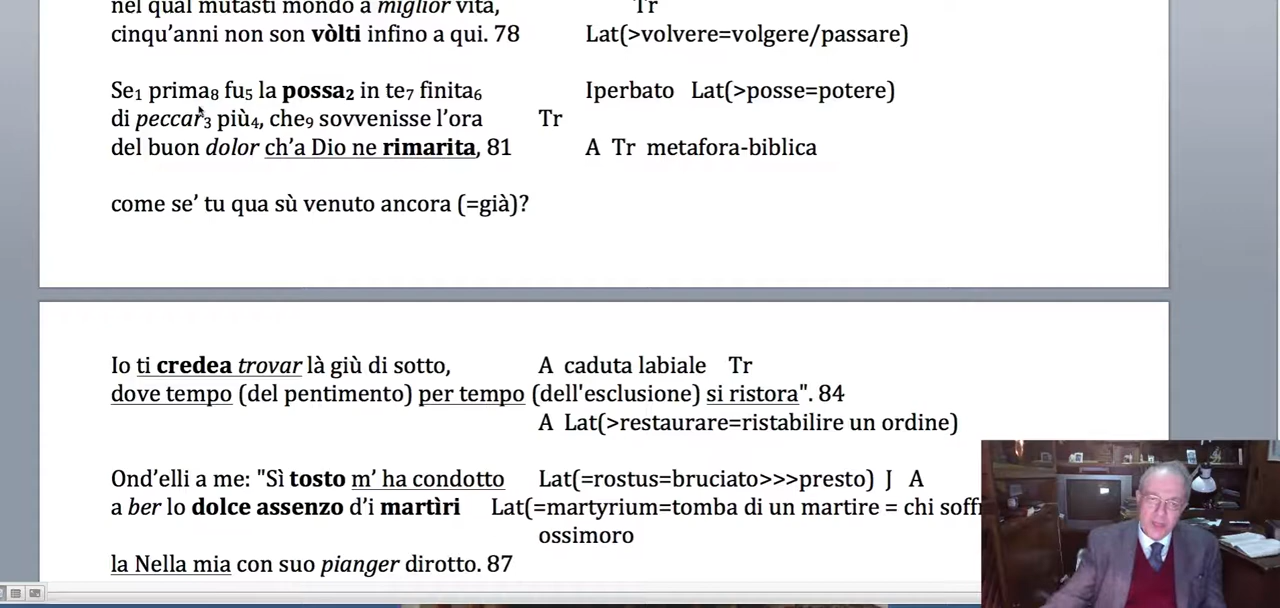 nel qual mutasti mondo a miglior vita, Tr
cinqu'anni non son vòlti infino a qui. 78 Lat(>volvere=volgere/passare)
Se₁ prima₈ fu₅ la possa₂ in te₇ finita₆ Iperbato Lat(>posse=potere)
di peccar₃ più₄, che₉ sovvenisse l'ora Tr
del buon dolor ch'a Dio ne rimarita, 81 A Tr metafora-biblica
come se' tu qua sù venuto ancora (=già)?
Io ti credea trovar là giù di sotto, A caduta labiale Tr
dove tempo (del pentimento) per tempo (dell'esclusione) si ristora". 84
A Lat(>restaurare=ristabilire un ordine)
Ond'elli a me: "Sì tosto m' ha condotto Lat(=rostus=bruciato>>>presto) J A
a ber lo dolce assenzo d'i martìri Lat(=martyrium=tomba di un martire = chi soff
ossimoro
la Nella mia con suo pianger dirotto. 87